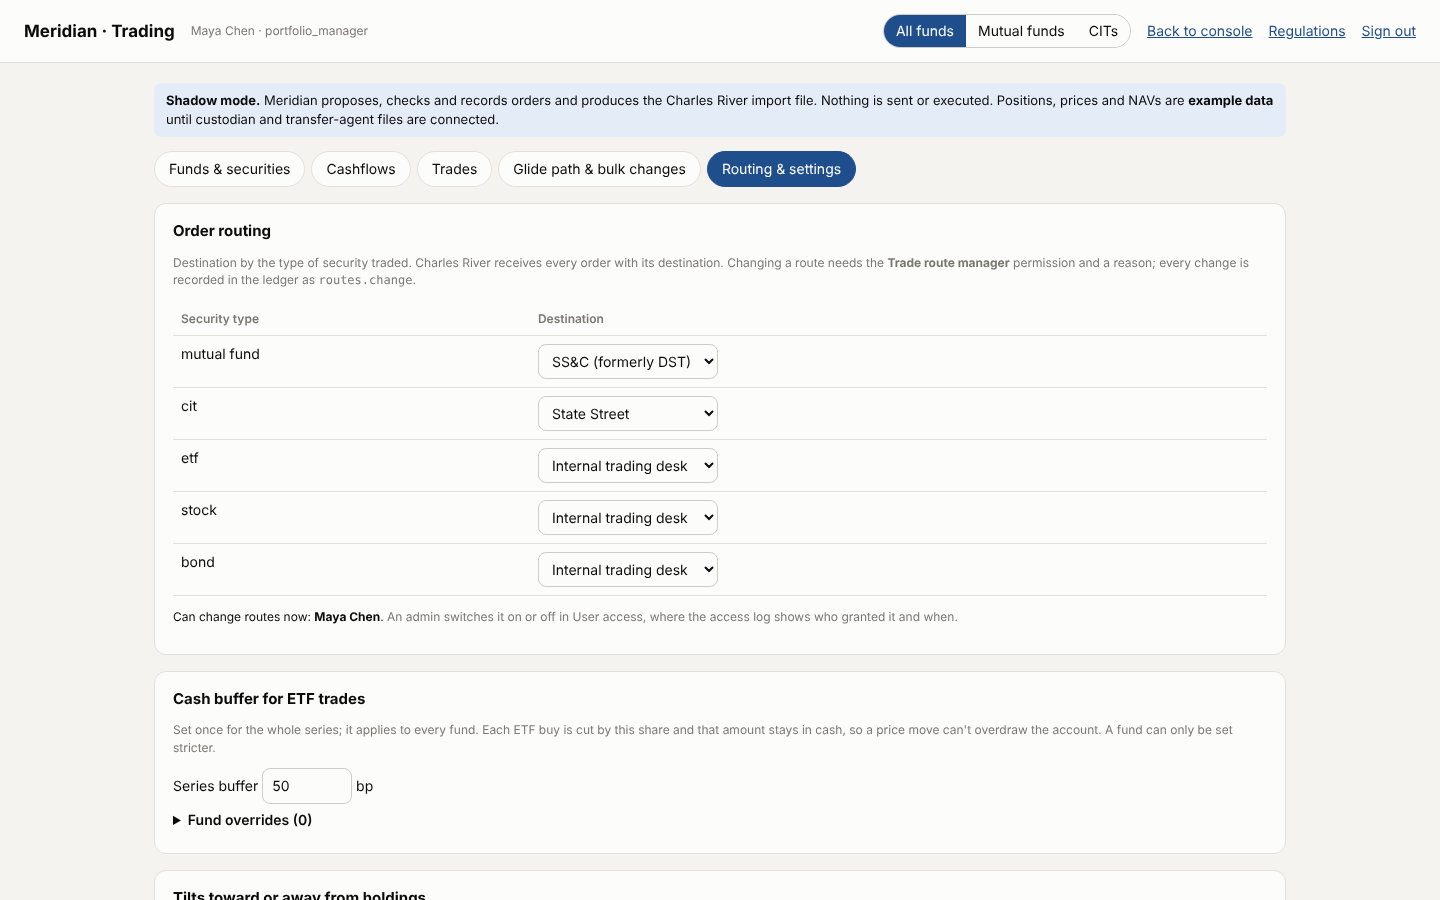 Meridian · Trading
Maya Chen · portfolio_manager
All funds
Mutual funds
CITs
Back to console
Regulations
Sign out
Shadow mode. Meridian proposes, checks and records orders and produces the Charles River import file. Nothing is sent or executed. Positions, prices and NAVs are example data
until custodian and transfer-agent files are connected.
Funds & securities
Cashflows
Trades
Glide path & bulk changes
Routing & settings
Order routing
Destination by the type of security traded. Charles River receives every order with its destination. Changing a route needs the Trade route manager permission and a reason; every change is
recorded in the ledger as routes.change.
Security type
Destination
mutual fund
SS&C (formerly DST)
cit
State Street
etf
Internal trading desk
stock
Internal trading desk
bond
Internal trading desk
Can change routes now: Maya Chen. An admin switches it on or off in User access, where the access log shows who granted it and when.
Cash buffer for ETF trades
Set once for the whole series; it applies to every fund. Each ETF buy is cut by this share and that amount stays in cash, so a price move can't overdraw the account. A fund can only be set
stricter.
Series buffer 50 bp
Fund overrides (0)
Tilts toward or away from holdings